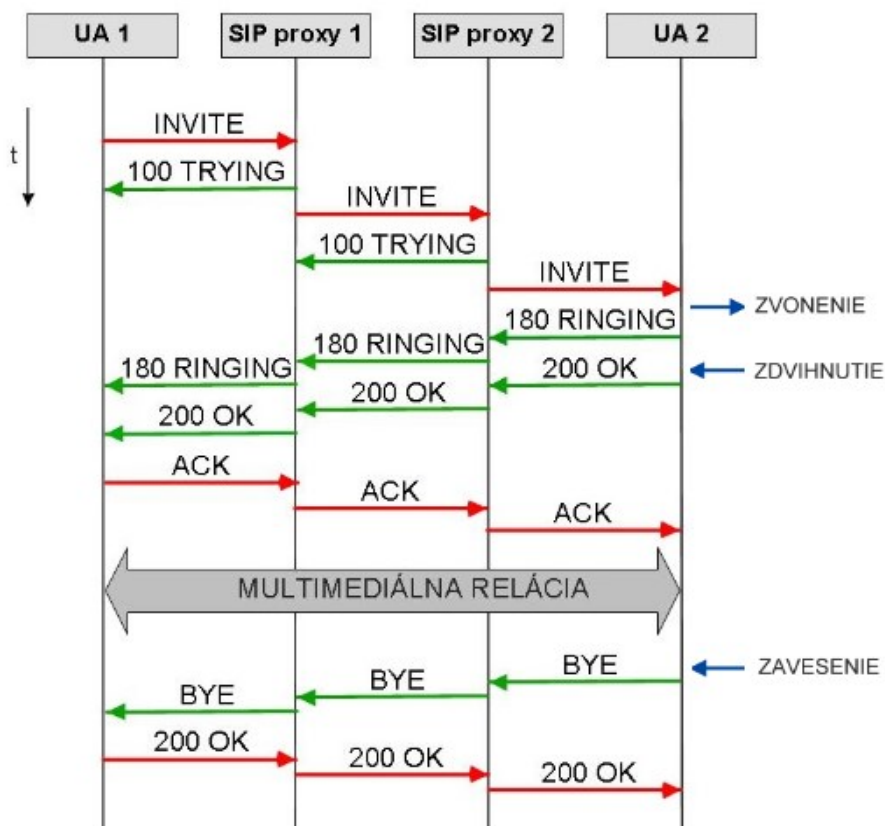 UA 1
SIP proxy 1
SIP proxy 2
UA 2
t
INVITE
100 TRYING
INVITE
100 TRYING
INVITE
ZVONENIE
180 RINGING
180 RINGING
180 RINGING
200 OK
ZDVIHNUTIE
200 OK
200 OK
ACK
ACK
ACK
MULTIMEDIÁLNA RELÁCIA
ZAVESENIE
BYE
BYE
BYE
200 OK
200 OK
200 OK